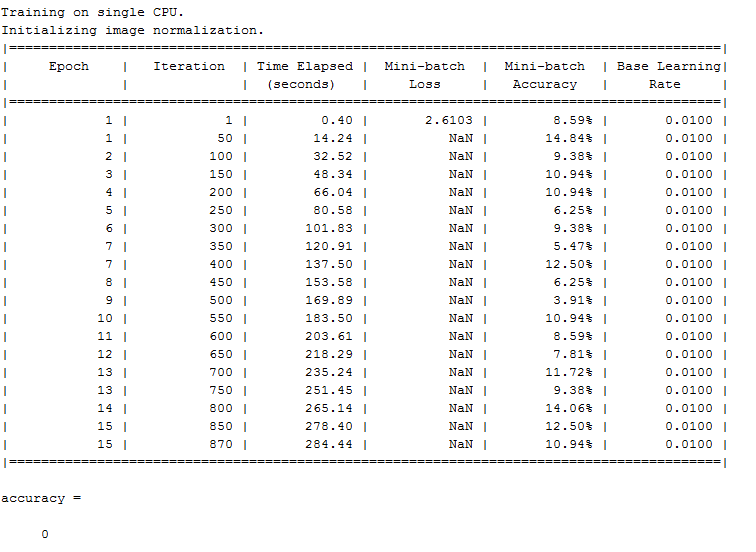 Training on single CPU.
Initializing image normalization.
|=========================================================================================|
|     Epoch    |   Iteration  | Time Elapsed |  Mini-batch  |  Mini-batch  | Base Learning|
|              |              |  (seconds)   |     Loss     |   Accuracy   |     Rate     |
|=========================================================================================|
|            1 |            1 |         0.40 |       2.6103 |        8.59% |       0.0100 |
|            1 |           50 |        14.24 |          NaN |       14.84% |       0.0100 |
|            2 |          100 |        32.52 |          NaN |        9.38% |       0.0100 |
|            3 |          150 |        48.34 |          NaN |       10.94% |       0.0100 |
|            4 |          200 |        66.04 |          NaN |       10.94% |       0.0100 |
|            5 |          250 |        80.58 |          NaN |        6.25% |       0.0100 |
|            6 |          300 |       101.83 |          NaN |        9.38% |       0.0100 |
|            7 |          350 |       120.91 |          NaN |        5.47% |       0.0100 |
|            7 |          400 |       137.50 |          NaN |       12.50% |       0.0100 |
|            8 |          450 |       153.58 |          NaN |        6.25% |       0.0100 |
|            9 |          500 |       169.89 |          NaN |        3.91% |       0.0100 |
|           10 |          550 |       183.50 |          NaN |       10.94% |       0.0100 |
|           11 |          600 |       203.61 |          NaN |        8.59% |       0.0100 |
|           12 |          650 |       218.29 |          NaN |        7.81% |       0.0100 |
|           13 |          700 |       235.24 |          NaN |       11.72% |       0.0100 |
|           13 |          750 |       251.45 |          NaN |        9.38% |       0.0100 |
|           14 |          800 |       265.14 |          NaN |       14.06% |       0.0100 |
|           15 |          850 |       278.40 |          NaN |       12.50% |       0.0100 |
|           15 |          870 |       284.44 |          NaN |       10.94% |       0.0100 |
|=========================================================================================|
accuracy =
0